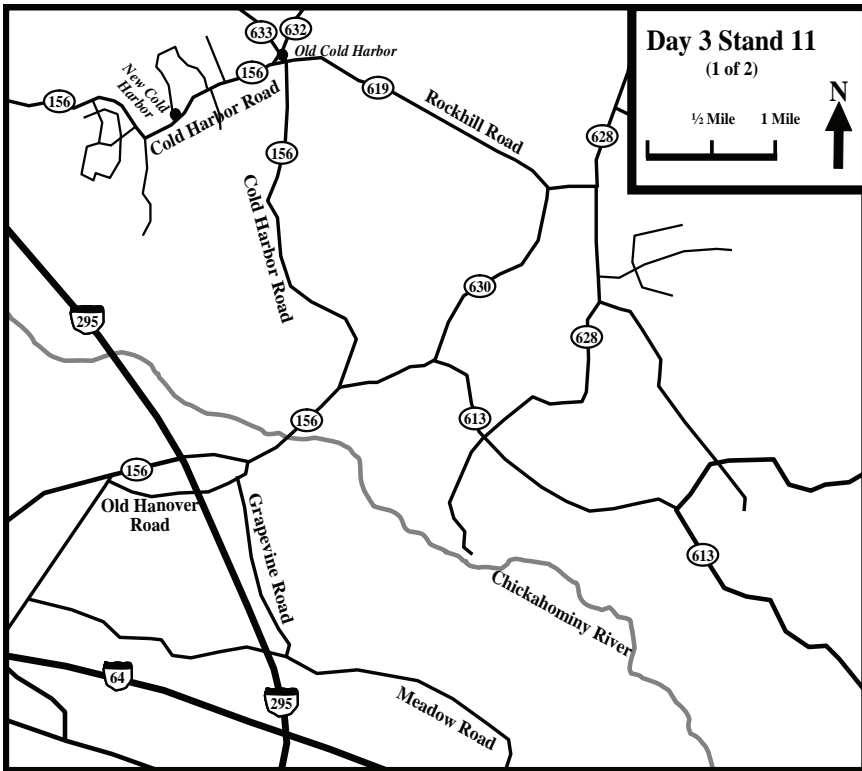 633
632
Old Cold Harbor
Day 3 Stand 11
(1 of 2)
N
½ Mile
1 Mile
156
New Cold
Harbor
156
Cold Harbor Road
619
Rockhill Road
628
156
Cold Harbor Road
630
295
628
156
613
156
Old Hanover
Road
Grapevine Road
613
Chickahominy River
64
295
Meadow Road